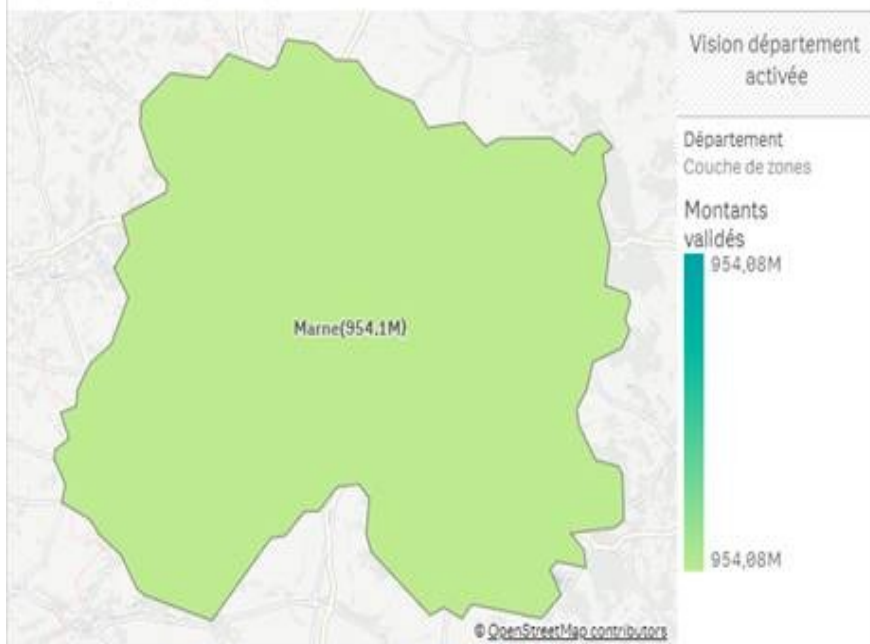 Vision département
activée
Département
Couche de zones
Montants
validés
954,08M
Marne(954.1M)
954,08M
© OpenStreetMap contributors